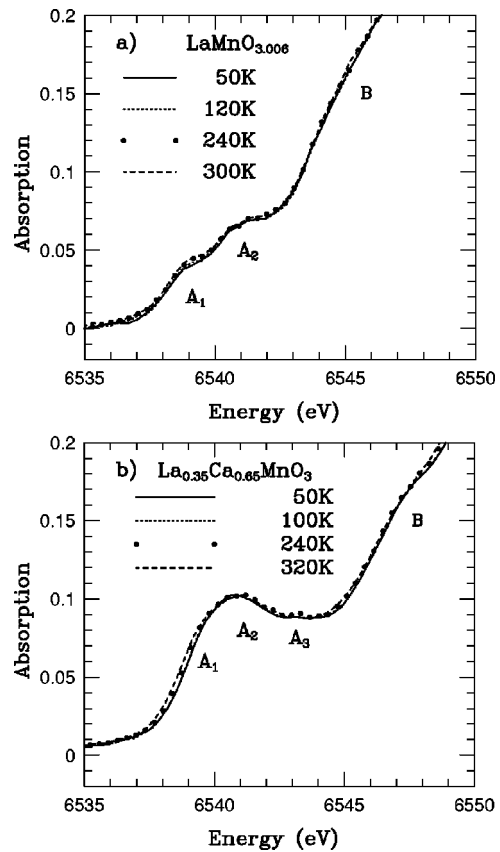 a) LaMnO3.006
50K
120K
240K
300K
B
A1
A2
Absorption
0.2
0.15
0.1
0.05
0
6535
6540
6545
6550
Energy (eV)
b) La0.35Ca0.65MnO3
50K
100K
240K
320K
B
A1
A2
A3
Absorption
0.2
0.15
0.1
0.05
0
6535
6540
6545
6550
Energy (eV)